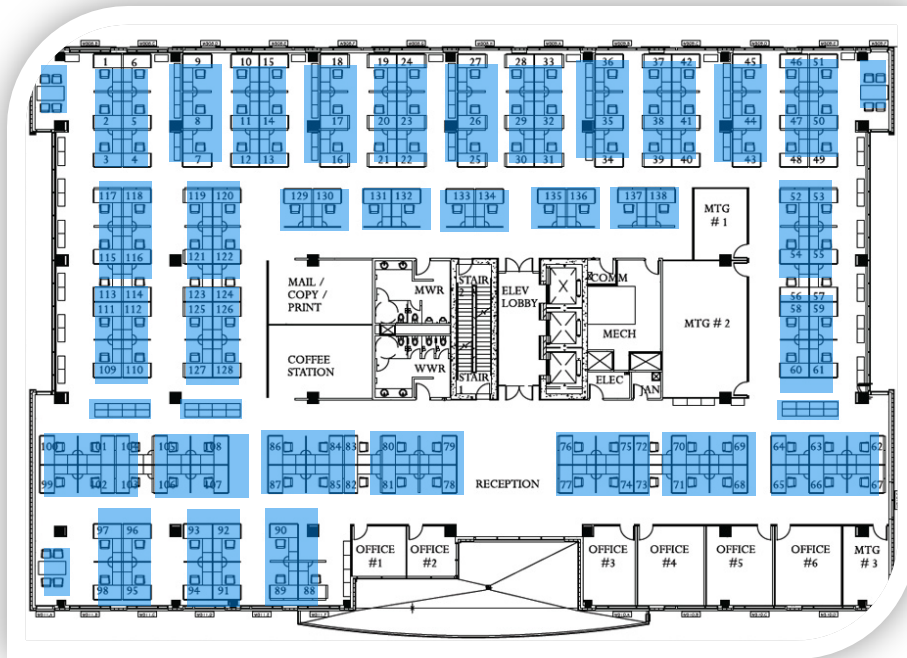 1 6 9 10 15 18 19 24 27 28 33 36 37 42 45 46 51
2 5 8 11 14 17 20 23 26 29 32 35 38 41 44 47 50
3 4 7 12 13 16 21 22 25 30 31 34 39 40 43 48 49
117 118 119 120 129 130 131 132 133 134 135 136 137 138 52 53
MTG
# 1
115 116 121 122 54 55
MAIL /
COPY /
PRINT
MWR
STAIR
2
ELEV
LOBBY
COMM
MECH
MTG # 2
113 114 123 124 56 57
111 112 125 126 58 59
COFFEE
STATION
WWR
STAIR
1
ELEC
JAN
109 110 127 128 60 61
100 101 104 105 108 86 84 83 80 79 76 75 72 70 69 64 63 62
99 102 103 106 107 87 85 82 81 78 77 74 73 71 68 65 66 67
RECEPTION
97 96 93 92 90
OFFICE
#1
OFFICE
#2
OFFICE
#3
OFFICE
#4
OFFICE
#5
OFFICE
#6
MTG
# 3
98 95 94 91 89 88